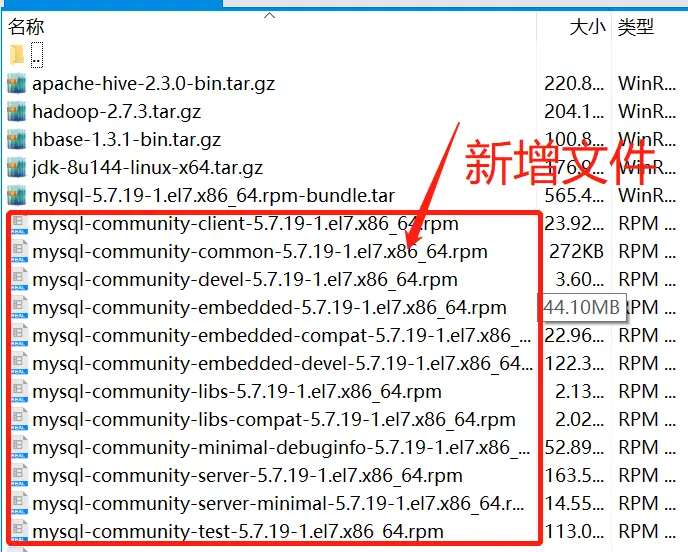 名称 大小 类型
..
apache-hive-2.3.0-bin.tar.gz 220.8... WinR...
hadoop-2.7.3.tar.gz 204.1... WinR...
hbase-1.3.1-bin.tar.gz 100.8... WinR...
jdk-8u144-linux-x64.tar.gz 176.9... WinR...
新增文件
mysql-5.7.19-1.el7.x86_64.rpm-bundle.tar 565.4... WinR...
mysql-community-client-5.7.19-1.el7.x86_64.rpm 23.92... RPM ...
mysql-community-common-5.7.19-1.el7.x86_64.rpm 272KB RPM ...
mysql-community-devel-5.7.19-1.el7.x86_64.rpm 3.60... RPM ...
mysql-community-embedded-5.7.19-1.el7.x86_64.rpm 44.10MB RPM ...
mysql-community-embedded-compat-5.7.19-1.el7.x86_... 22.96... RPM ...
mysql-community-embedded-devel-5.7.19-1.el7.x86_64... 122.3... RPM ...
mysql-community-libs-5.7.19-1.el7.x86_64.rpm 2.13... RPM ...
mysql-community-libs-compat-5.7.19-1.el7.x86_64.rpm 2.02... RPM ...
mysql-community-minimal-debuginfo-5.7.19-1.el7.x86_... 52.89... RPM ...
mysql-community-server-5.7.19-1.el7.x86_64.rpm 163.5... RPM ...
mysql-community-server-minimal-5.7.19-1.el7.x86_64.r... 14.55... RPM ...
mysql-community-test-5.7.19-1.el7.x86_64.rpm 113.0... RPM ...